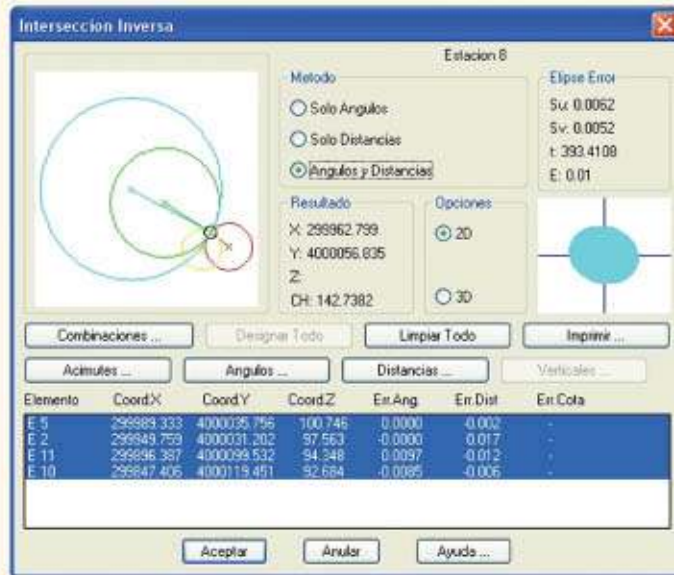 Interseccion Inversa
Estacion 8
Metodo
Solo Angulos
Solo Distancias
Angulos y Distancias
Elipse Error
Su: 0.0062
Sv: 0.0052
t: 393.4108
E: 0.01
Resultado
X: 299962.799
Y: 4000056.835
Z:
CH: 142.7382
Opciones
2D
3D
Combinaciones ... Designar Todo Limpiar Todo Imprimir ...
Acimutes ... Angulos ... Distancias ... Verticales ...
Elemento Coord.X Coord.Y Coord.Z Err.Ang Err.Dist Err.Cota
E 5 299989.333 4000035.756 100.746 0.0000 -0.002 -
E 2 299949.759 4000031.202 97.563 -0.0000 0.017 -
E 11 299896.387 4000099.532 94.348 0.0097 -0.012 -
E 10 299847.406 4000119.451 92.684 -0.0085 -0.006 -
Aceptar Anular Ayuda ...